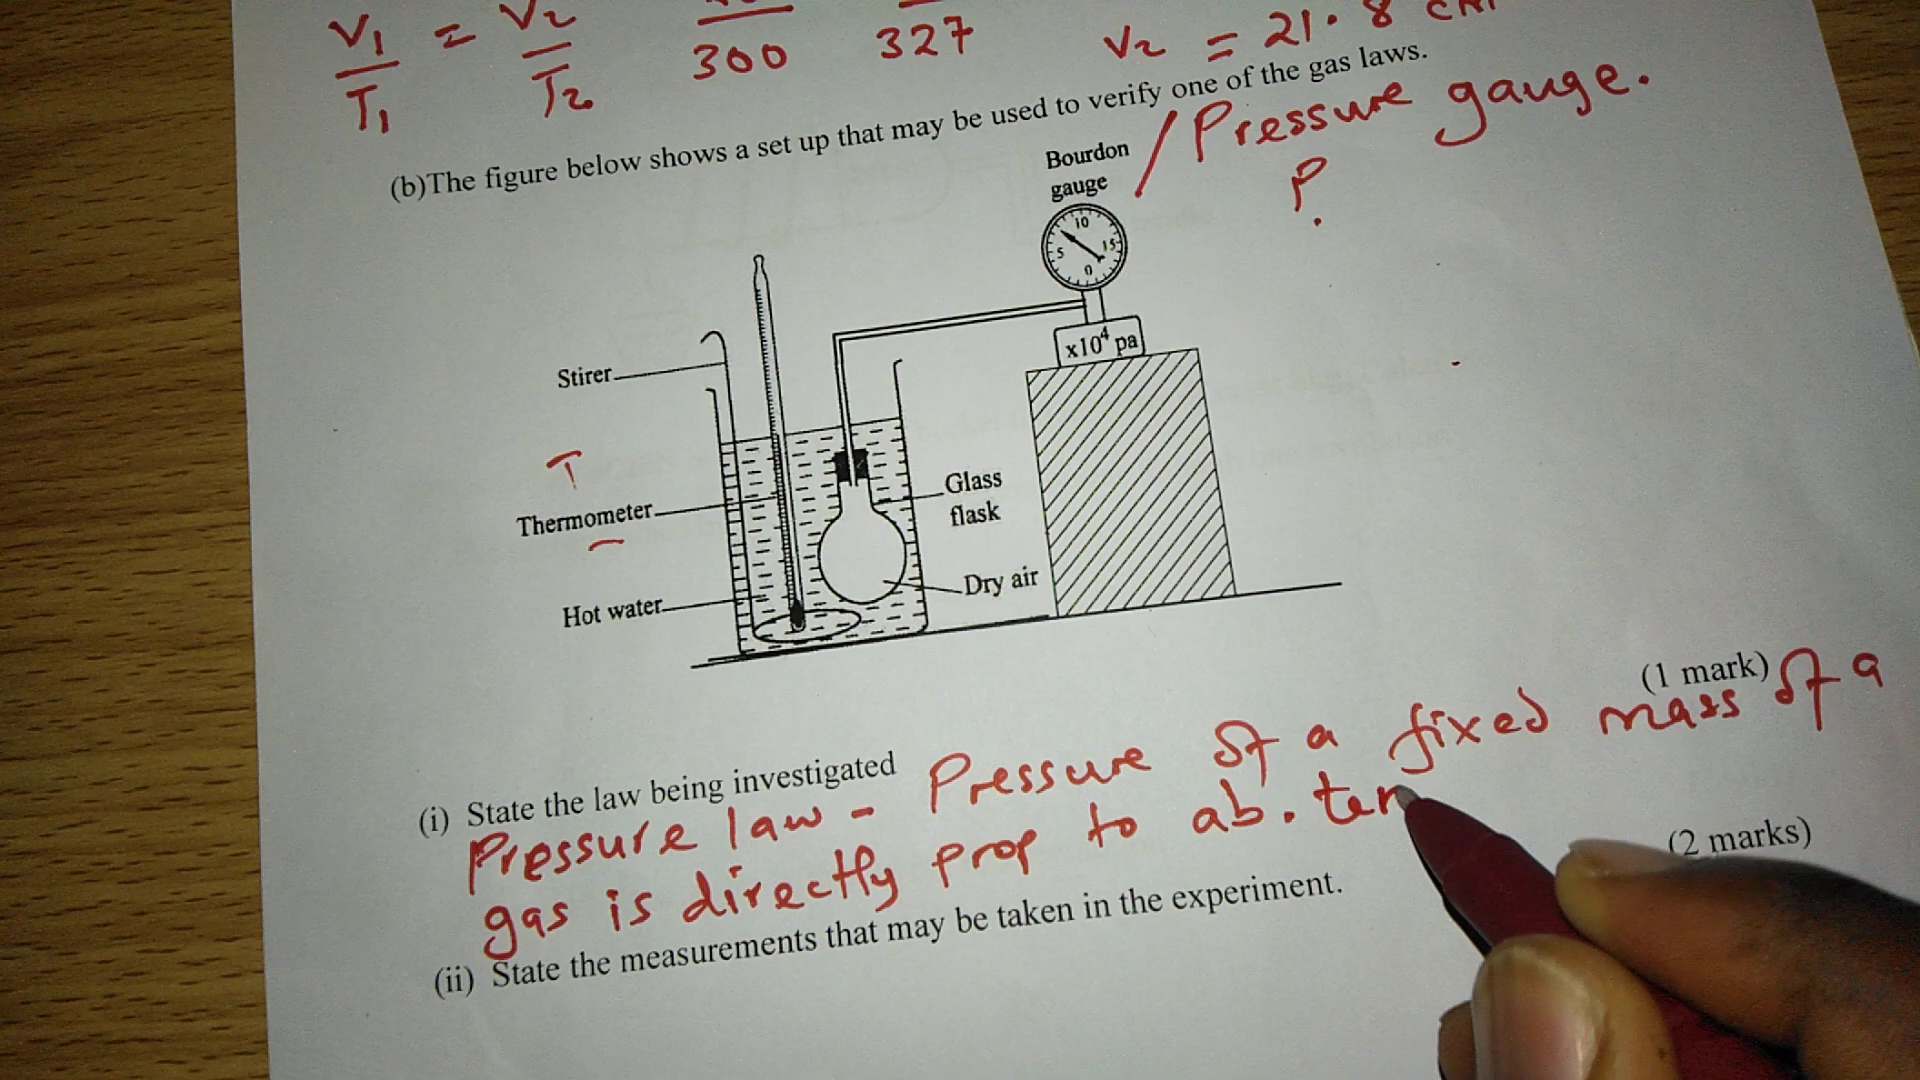 V1 = V2
T1 T2
300 327 V2 = 21.8
(b)The figure below shows a set up that may be used to verify one of the gas laws.
Bourdon gauge / Pressure gauge.
P.
10
5 15
0
x10⁴ pa
Stirer
T
Thermometer
Glass flask
Dry air
Hot water
(1 mark)
(i) State the law being investigated
Pressure law - Pressure of a fixed mass of a
gas is directly prop to ab. tem
(2 marks)
(ii) State the measurements that may be taken in the experiment.